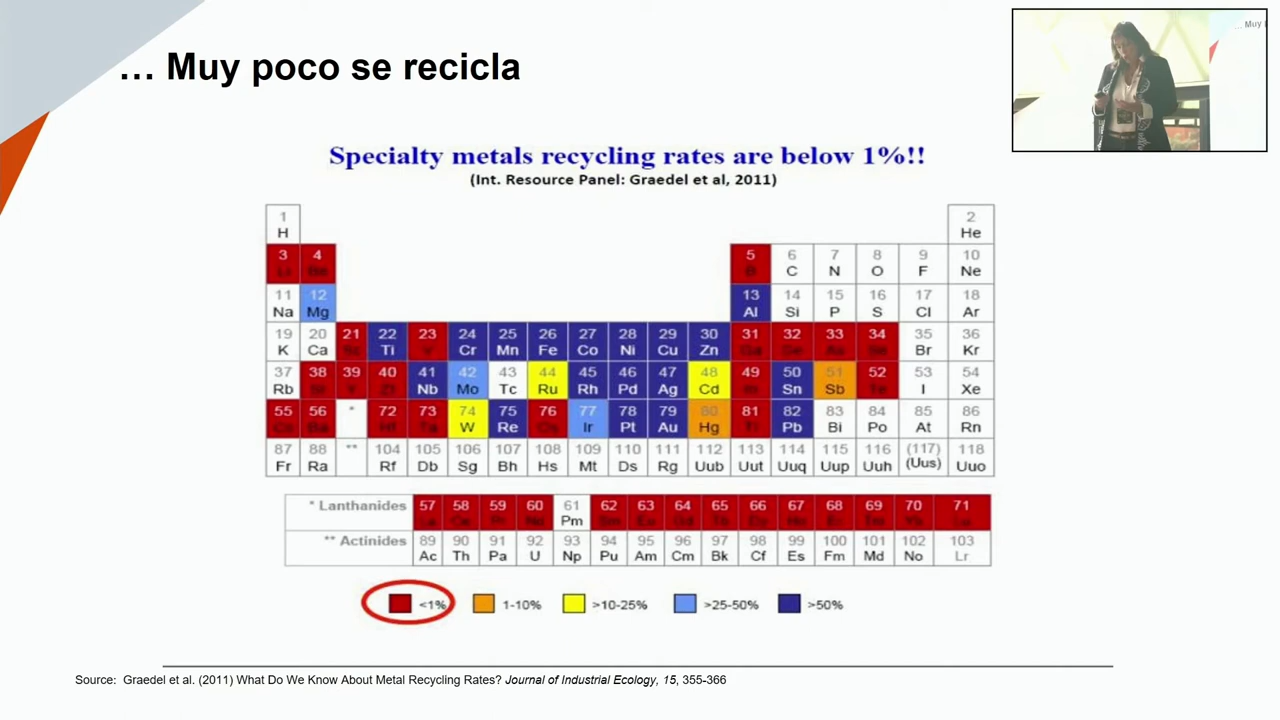 … Muy poco se recicla
… Muy
Specialty metals recycling rates are below 1%!!
(Int. Resource Panel: Graedel et al, 2011)
1 2
H He
3 4 5 6 7 8 9 10
C N O F Ne
11 12 13 14 15 16 17 18
Na Mg Al Si P S Cl Ar
19 20 21 22 23 24 25 26 27 28 29 30 31 32 33 34 35 36
K Ca Ti Cr Mn Fe Co Ni Cu Zn Br Kr
37 38 39 40 41 42 43 44 45 46 47 48 49 50 51 52 53 54
Rb Nb Mo Tc Ru Rh Pd Ag Cd Sn Sb I Xe
55 56 * 72 73 74 75 76 77 78 79 80 81 82 83 84 85 86
W Re Ir Pt Au Hg Pb Bi Po At Rn
87 88 ** 104 105 106 107 108 109 110 111 112 113 114 115 116 (117) 118
Fr Ra Rf Db Sg Bh Hs Mt Ds Rg Uub Uut Uuq Uup Uuh (Uus) Uuo
* Lanthanides 57 58 59 60 61 62 63 64 65 66 67 68 69 70 71
Pm
** Actinides 89 90 91 92 93 94 95 96 97 98 99 100 101 102 103
Ac Th Pa U Np Pu Am Cm Bk Cf Es Fm Md No Lr
<1% 1-10% >10-25% >25-50% >50%
Source: Graedel et al. (2011) What Do We Know About Metal Recycling Rates? Journal of Industrial Ecology, 15, 355-366